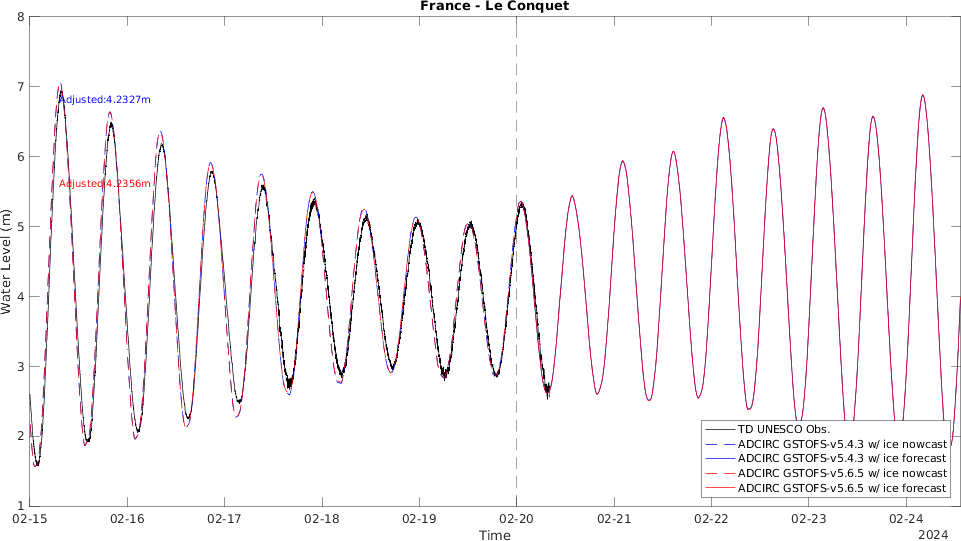 France - Le Conquet
8
7
6
5
4
3
2
1
Water Level (m)
Adjusted:4.2327m
Adjusted:4.2356m
TD UNESCO Obs.
ADCIRC GSTOFS-v5.4.3 w/ ice nowcast
ADCIRC GSTOFS-v5.4.3 w/ ice forecast
ADCIRC GSTOFS-v5.6.5 w/ ice nowcast
ADCIRC GSTOFS-v5.6.5 w/ ice forecast
02-15 02-16 02-17 02-18 02-19 02-20 02-21 02-22 02-23 02-24
Time
2024